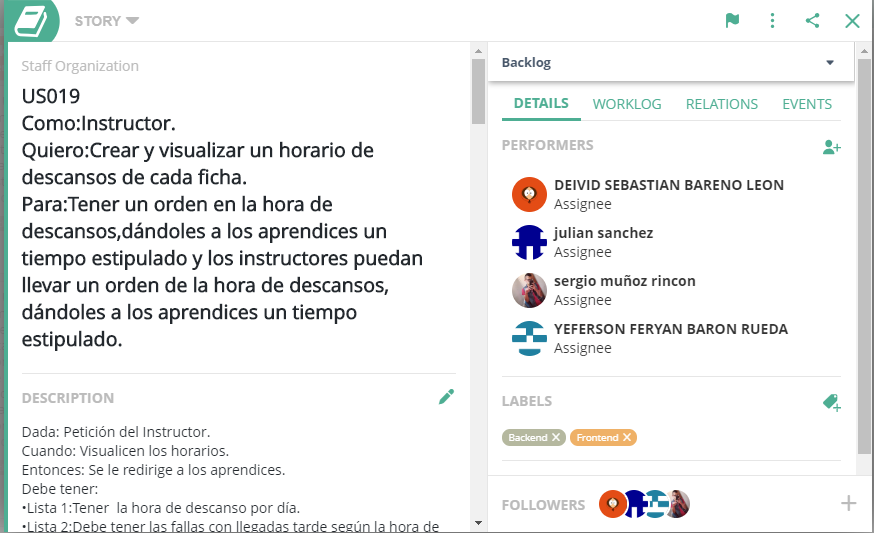 STORY
Staff Organization
US019
Como:Instructor.
Quiero:Crear y visualizar un horario de
descansos de cada ficha.
Para:Tener un orden en la hora de
descansos,dándoles a los aprendices un
tiempo estipulado y los instructores puedan
llevar un orden de la hora de descansos,
dándoles a los aprendices un tiempo
estipulado.
DESCRIPTION
Dada: Petición del Instructor.
Cuando: Visualicen los horarios.
Entonces: Se le redirige a los aprendices.
Debe tener:
•Lista 1:Tener  la hora de descanso por día.
•Lista 2:Debe tener las fallas con llegadas tarde según la hora de
Backlog
DETAILS WORKLOG RELATIONS EVENTS
PERFORMERS
DEIVID SEBASTIAN BARENO LEON
Assignee
julian sanchez
Assignee
sergio muñoz rincon
Assignee
YEFERSON FERYAN BARON RUEDA
Assignee
LABELS
Backend X Frontend X
FOLLOWERS